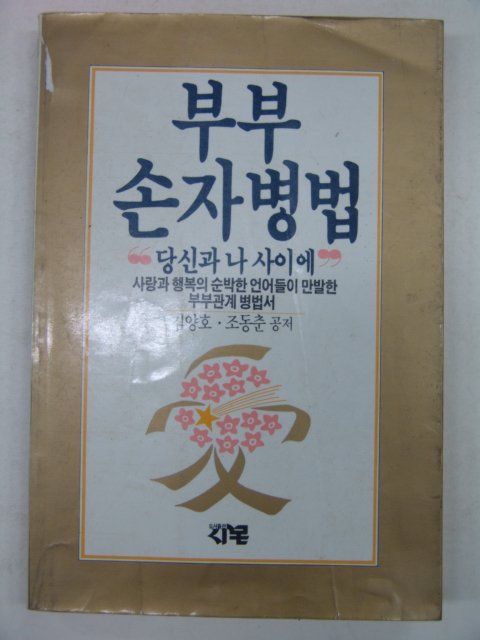 부부
손자병법
❝ 당신과 나 사이에 ❞
사랑과 행복의 순박한 언어들이 만발한
부부관계 병법서
김양호 · 조동춘 공저